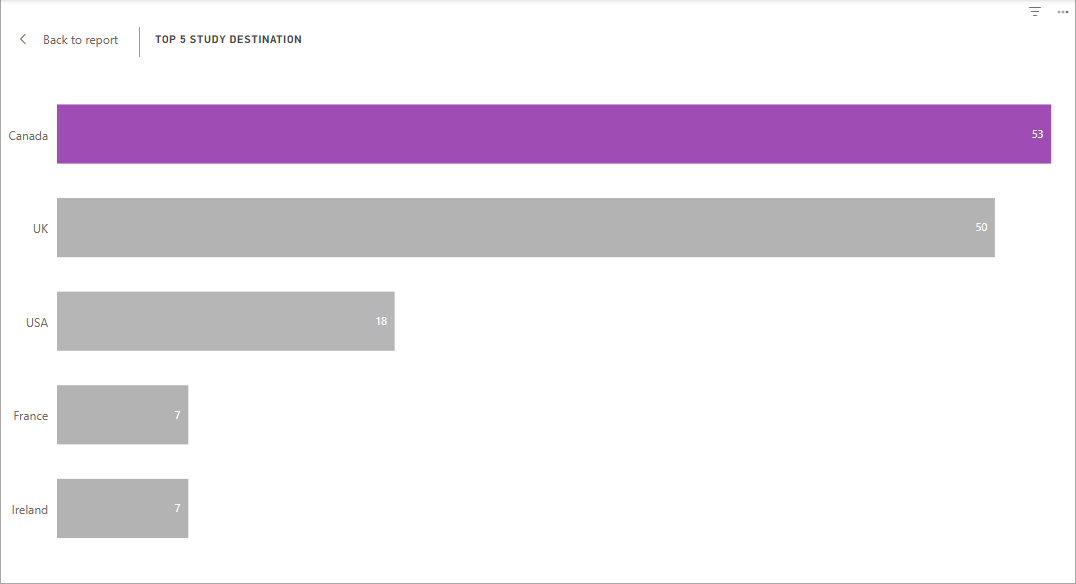 Back to report
TOP 5 STUDY DESTINATION
Canada 53
UK 50
USA 18
France 7
Ireland 7